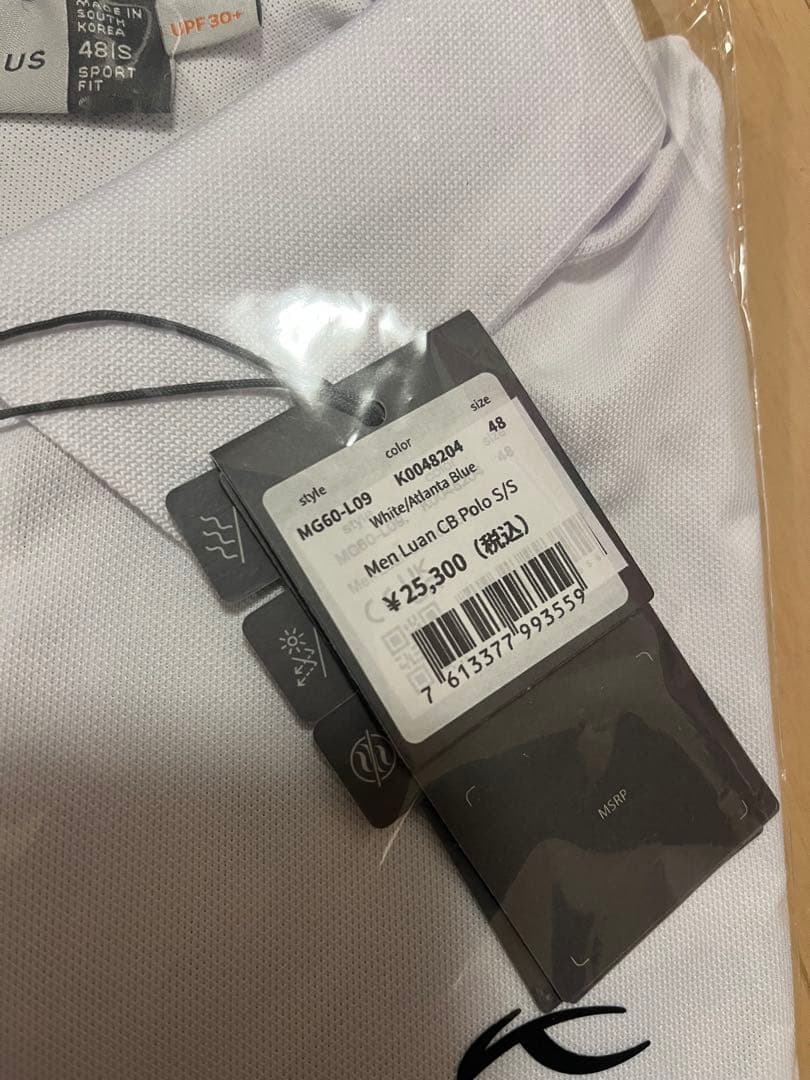 MADE IN
SOUTH
KOREA
48|S
SPORT
FIT
US
UPF 30+
style color size
MG60-L09 K0048204 48
White/Atlanta Blue
Men Luan CB Polo S/S
¥25,300 (税込)
7 613377 993559
MSRP